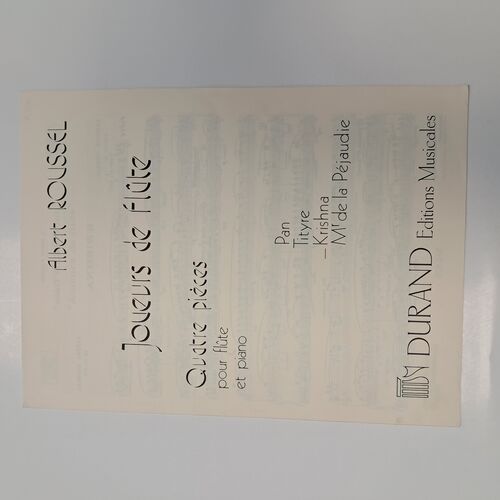 Albert ROUSSEL
Joueurs de flûte
Quatre pièces
pour flûte
et piano
Pan
Tityre
–Krishna
Mr de la Péjaudie
DURAND Editions Musicales